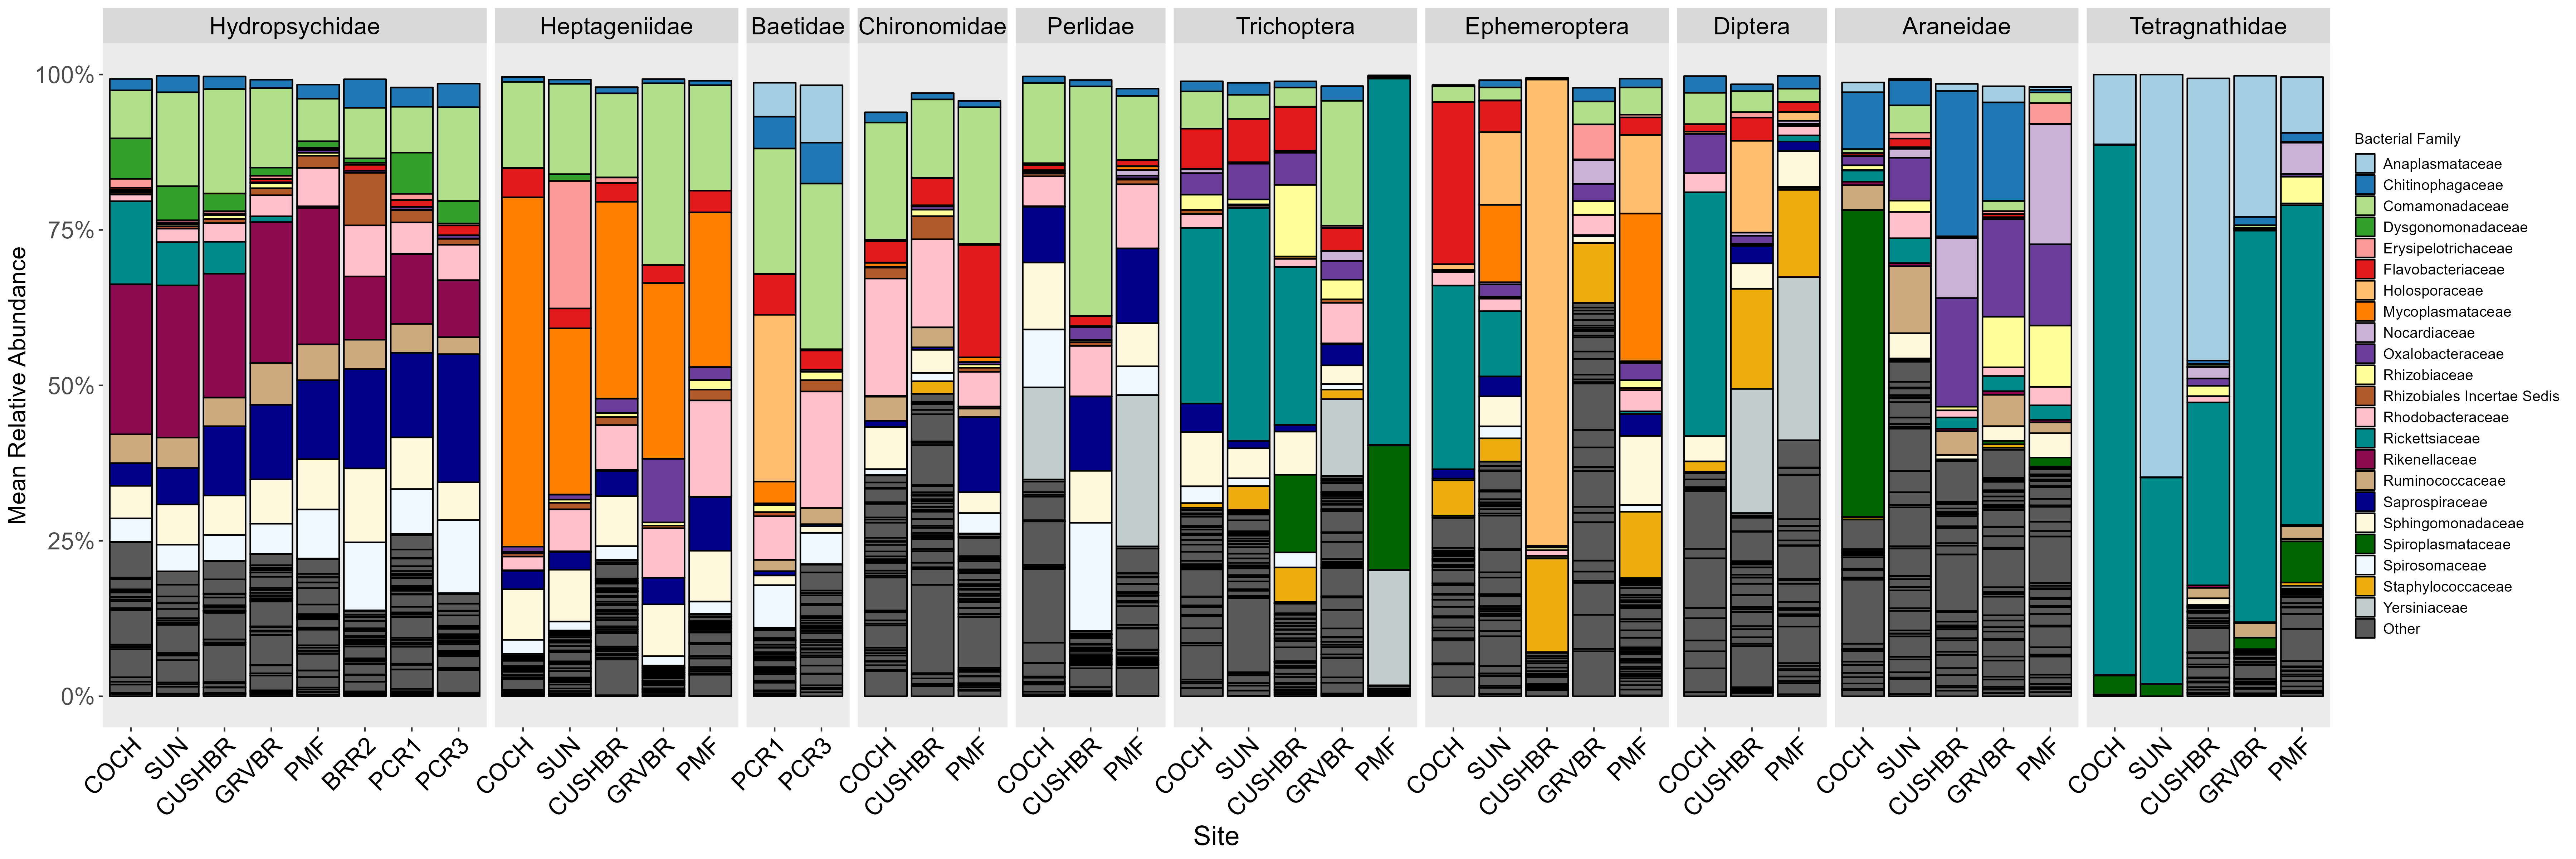 Hydropsychidae Heptageniidae Baetidae Chironomidae Perlidae Trichoptera Ephemeroptera Diptera Araneidae Tetragnathidae
100%
75%
50%
25%
0%
Mean Relative Abundance
COCH SUN CUSHBR GRVBR PMF BRR2 PCR1 PCR3 COCH SUN CUSHBR GRVBR PMF PCR1 PCR3 COCH CUSHBR PMF COCH CUSHBR PMF COCH SUN CUSHBR GRVBR PMF COCH SUN CUSHBR GRVBR PMF COCH CUSHBR PMF COCH SUN CUSHBR GRVBR PMF COCH SUN CUSHBR GRVBR PMF
Site
Bacterial Family
Anaplasmataceae
Chitinophagaceae
Comamonadaceae
Dysgonomonadaceae
Erysipelotrichaceae
Flavobacteriaceae
Holosporaceae
Mycoplasmataceae
Nocardiaceae
Oxalobacteraceae
Rhizobiaceae
Rhizobiales Incertae Sedis
Rhodobacteraceae
Rickettsiaceae
Rikenellaceae
Ruminococcaceae
Saprospiraceae
Sphingomonadaceae
Spiroplasmataceae
Spirosomaceae
Staphylococcaceae
Yersiniaceae
Other